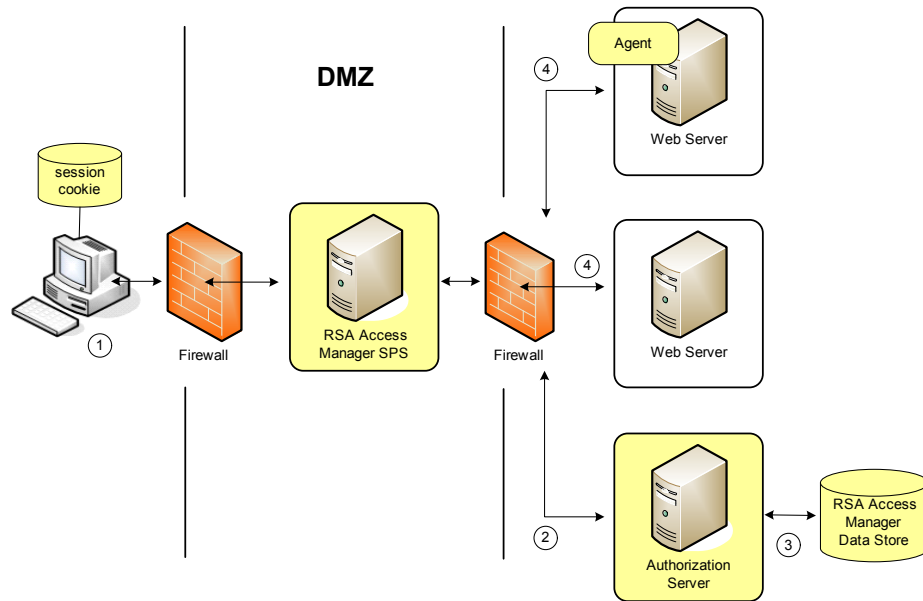 DMZ
Agent
4
Web Server
session
cookie
1
Firewall
RSA Access
Manager SPS
Firewall
4
Web Server
2
Authorization
Server
3
RSA Access
Manager
Data Store